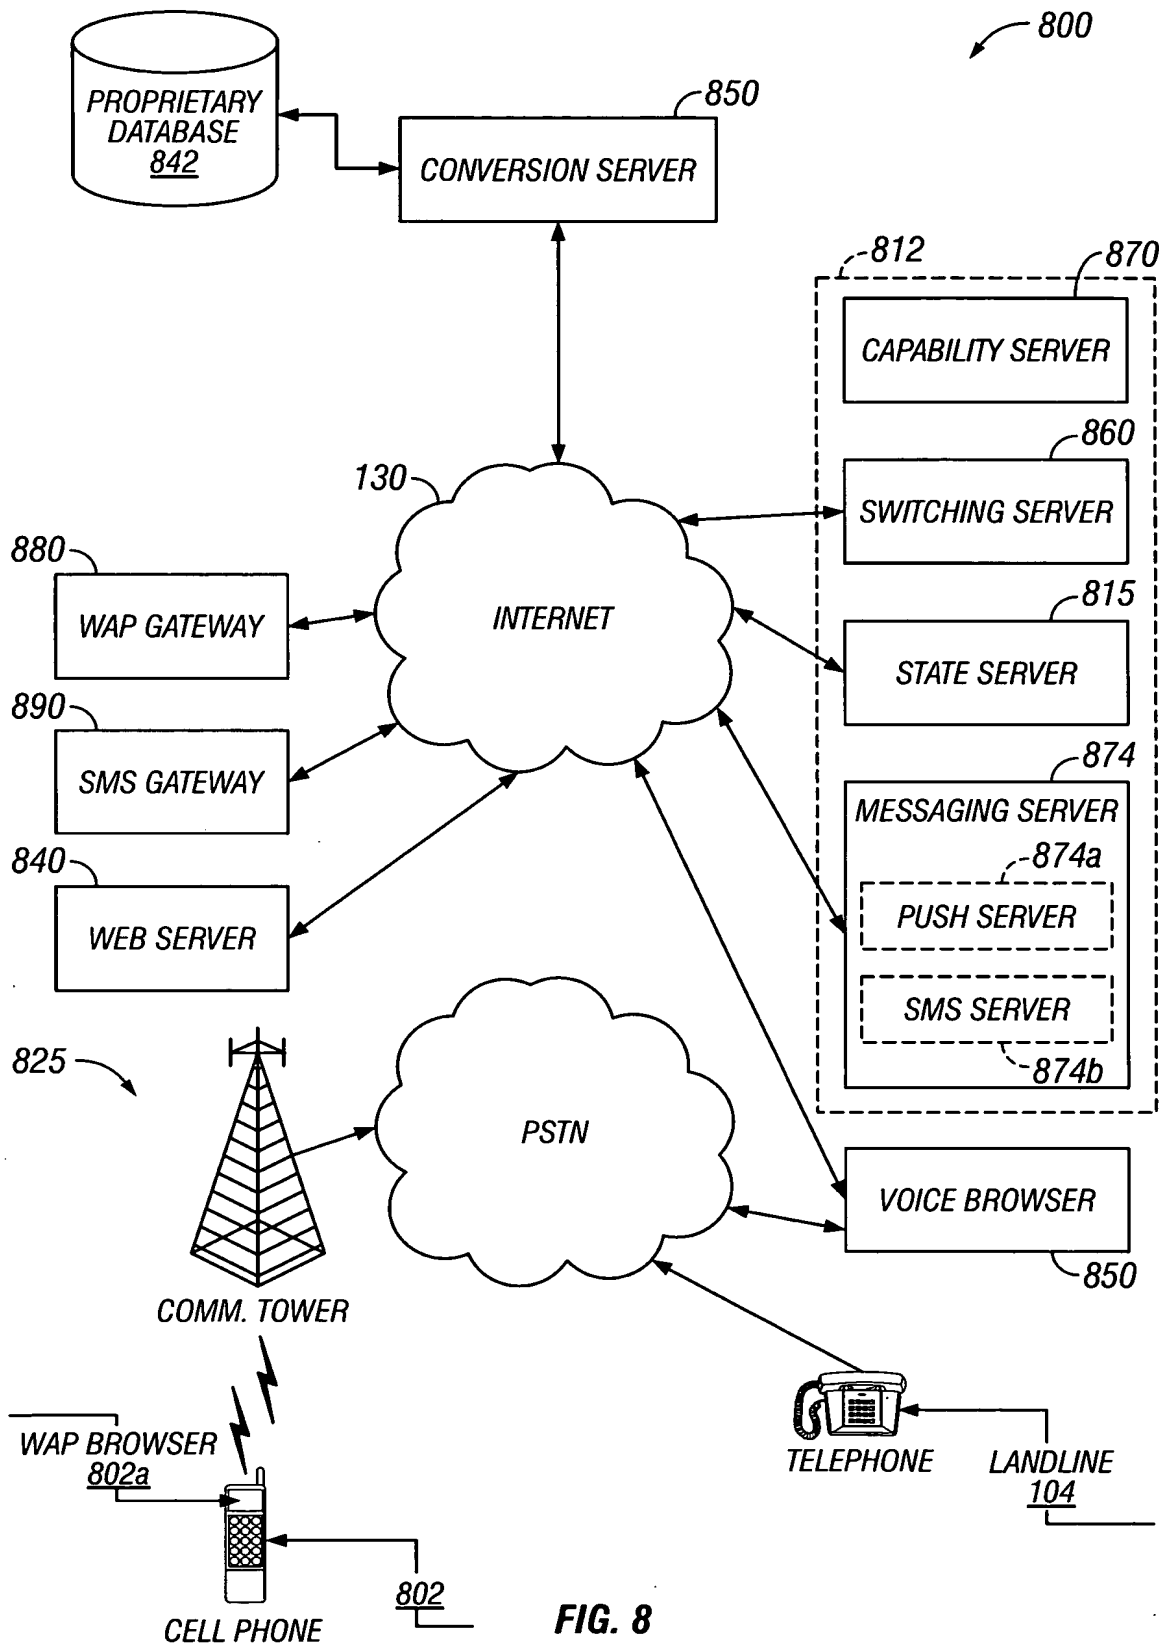 800
PROPRIETARY
DATABASE
842
850
CONVERSION SERVER
812
870
CAPABILITY SERVER
860
SWITCHING SERVER
130
INTERNET
880
WAP GATEWAY
815
STATE SERVER
890
SMS GATEWAY
874
MESSAGING SERVER
874a
PUSH SERVER
SMS SERVER
874b
840
WEB SERVER
825
COMM. TOWER
PSTN
VOICE BROWSER
850
WAP BROWSER
802a
TELEPHONE
LANDLINE
104
802
CELL PHONE
FIG. 8